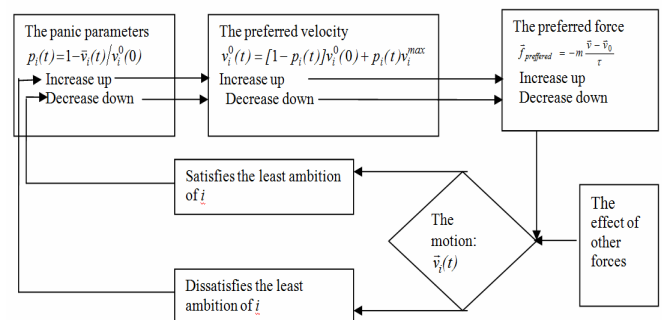 The panic parameters
p_i(t)=1-v̄_i(t)/v_i^0(0)
Increase up
Decrease down
The preferred velocity
v_i^0(t)=[1-p_i(t)]v_i^0(0)+p_i(t)v_i^max
Increase up
Decrease down
The preferred force
f⃗_preffered = -m (v⃗ - v⃗_0)/τ
Increase up
Decrease down
Satisfies the least ambition
of i
The
motion:
v⃗_i(t)
The
effect of
other
forces
Dissatisfies the least
ambition of i